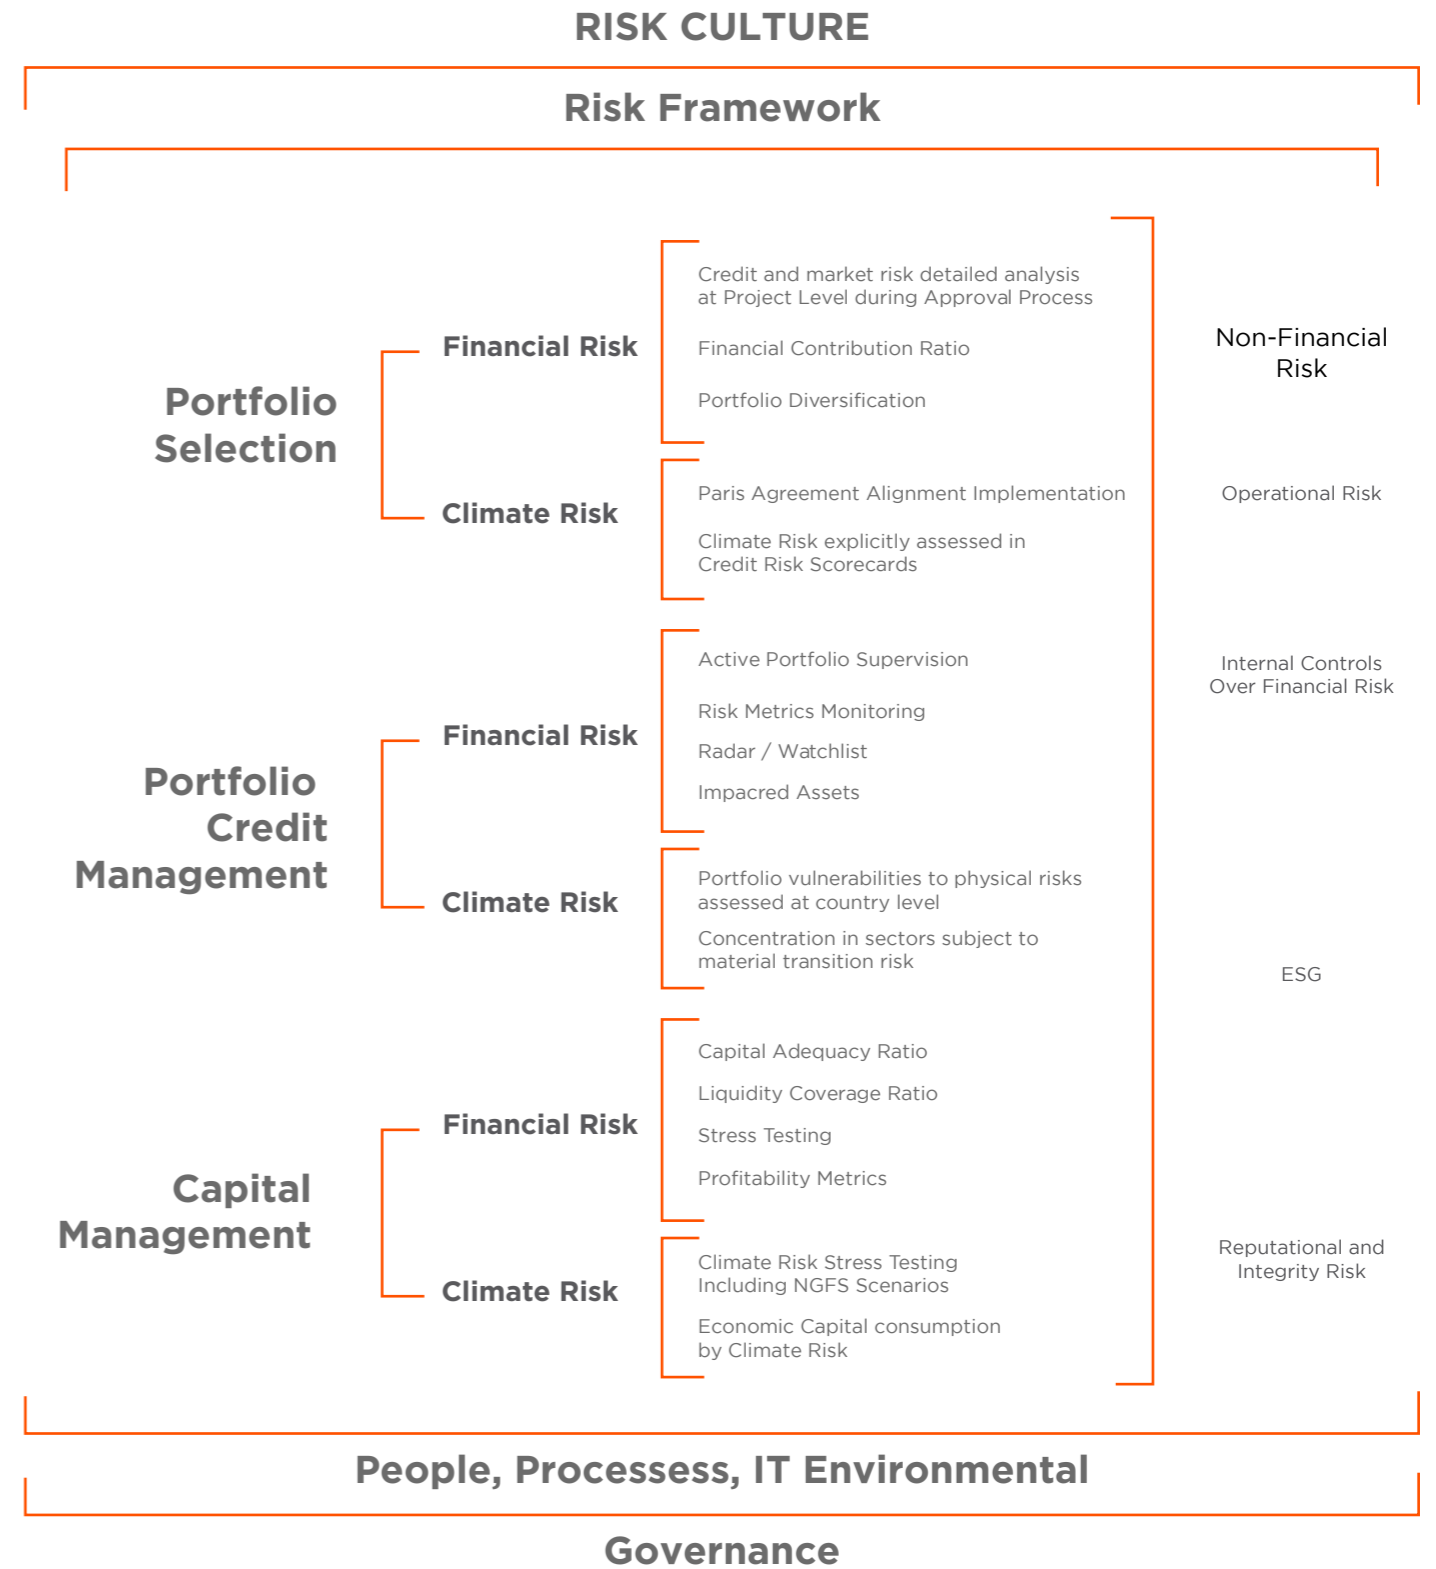 RISK CULTURE
Risk Framework
Portfolio
Selection
Financial Risk
Credit and market risk detailed analysis
at Project Level during Approval Process
Financial Contribution Ratio
Portfolio Diversification
Climate Risk
Paris Agreement Alignment Implementation
Climate Risk explicitly assessed in
Credit Risk Scorecards
Portfolio
Credit
Management
Financial Risk
Active Portfolio Supervision
Risk Metrics Monitoring
Radar / Watchlist
Impacred Assets
Climate Risk
Portfolio vulnerabilities to physical risks
assessed at country level
Concentration in sectors subject to
material transition risk
Capital
Management
Financial Risk
Capital Adequacy Ratio
Liquidity Coverage Ratio
Stress Testing
Profitability Metrics
Climate Risk
Climate Risk Stress Testing
Including NGFS Scenarios
Economic Capital consumption
by Climate Risk
Non-Financial
Risk
Operational Risk
Internal Controls
Over Financial Risk
ESG
Reputational and
Integrity Risk
People, Processess, IT Environmental
Governance